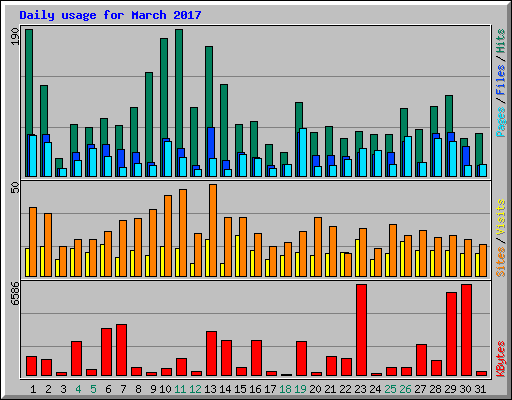 Daily usage for March 2017
190
Pages / Files / Hits
50
Sites / Visits
6586
KBytes
1 2 3 4 5 6 7 8 9 10 11 12 13 14 15 16 17 18 19 20 21 22 23 24 25 26 27 28 29 30 31